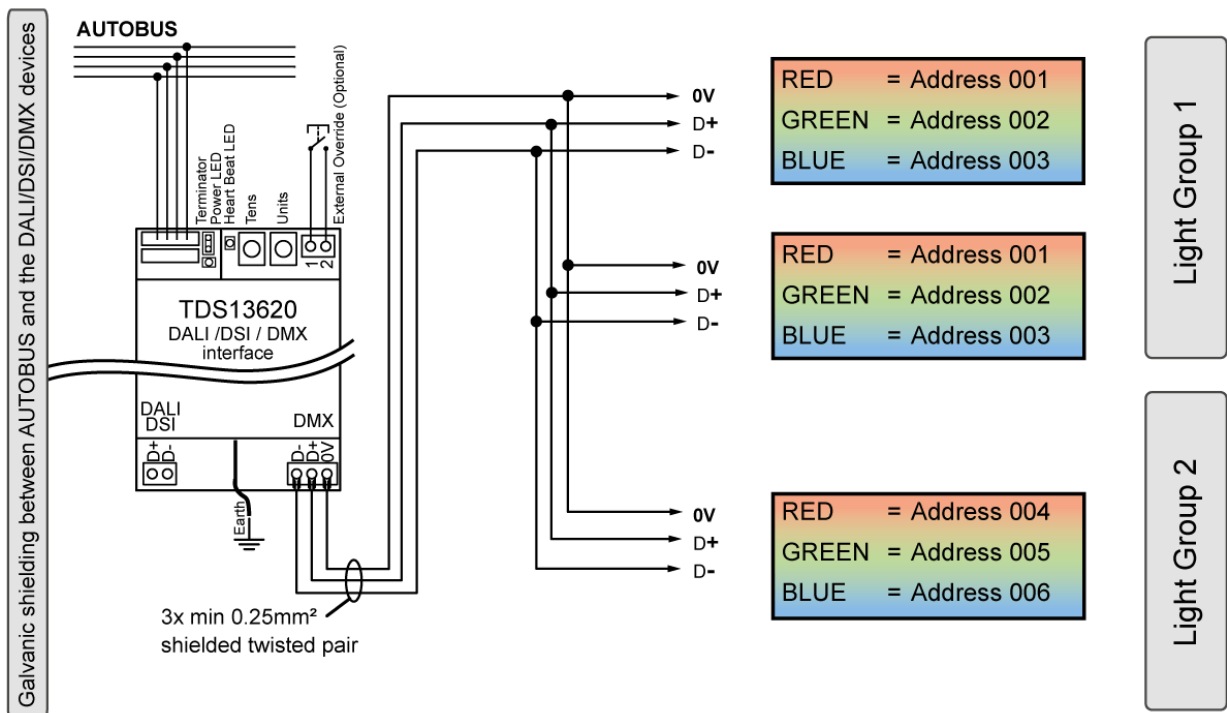 Galvanic shielding between AUTOBUS and the DALI/DSI/DMX devices
AUTOBUS
Terminator
Power LED
Heart Beat LED
Tens
Units
External Override (Optional)
1
2
TDS13620
DALI /DSI / DMX
interface
DALI
DSI
DMX
D+
D-
D-
D+
0V
Earth
3x min 0.25mm²
shielded twisted pair
0V
D+
D-
RED = Address 001
GREEN = Address 002
BLUE = Address 003
0V
D+
D-
RED = Address 001
GREEN = Address 002
BLUE = Address 003
Light Group 1
0V
D+
D-
RED = Address 004
GREEN = Address 005
BLUE = Address 006
Light Group 2